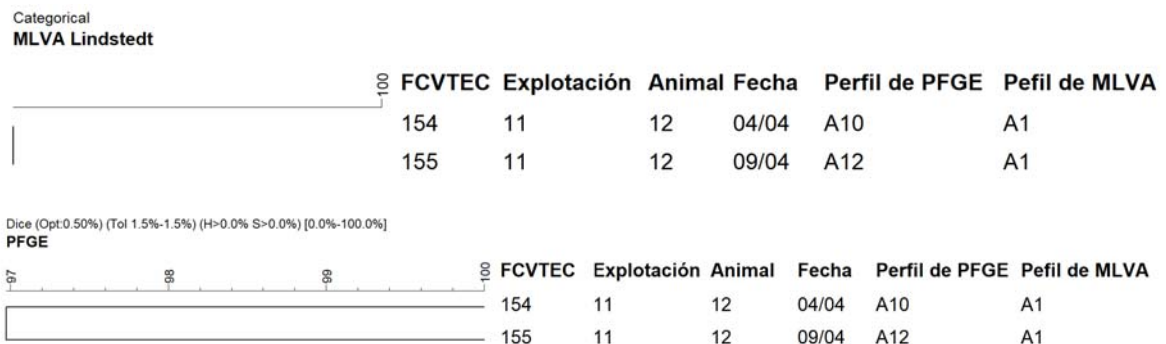 Categorical
MLVA Lindstedt
100
FCVTEC Explotación Animal Fecha Perfil de PFGE Pefil de MLVA
154 11 12 04/04 A10 A1
155 11 12 09/04 A12 A1
Dice (Opt:0.50%) (Tol 1.5%-1.5%) (H>0.0% S>0.0%) [0.0%-100.0%]
PFGE
97 98 99 100
FCVTEC Explotación Animal Fecha Perfil de PFGE Pefil de MLVA
154 11 12 04/04 A10 A1
155 11 12 09/04 A12 A1